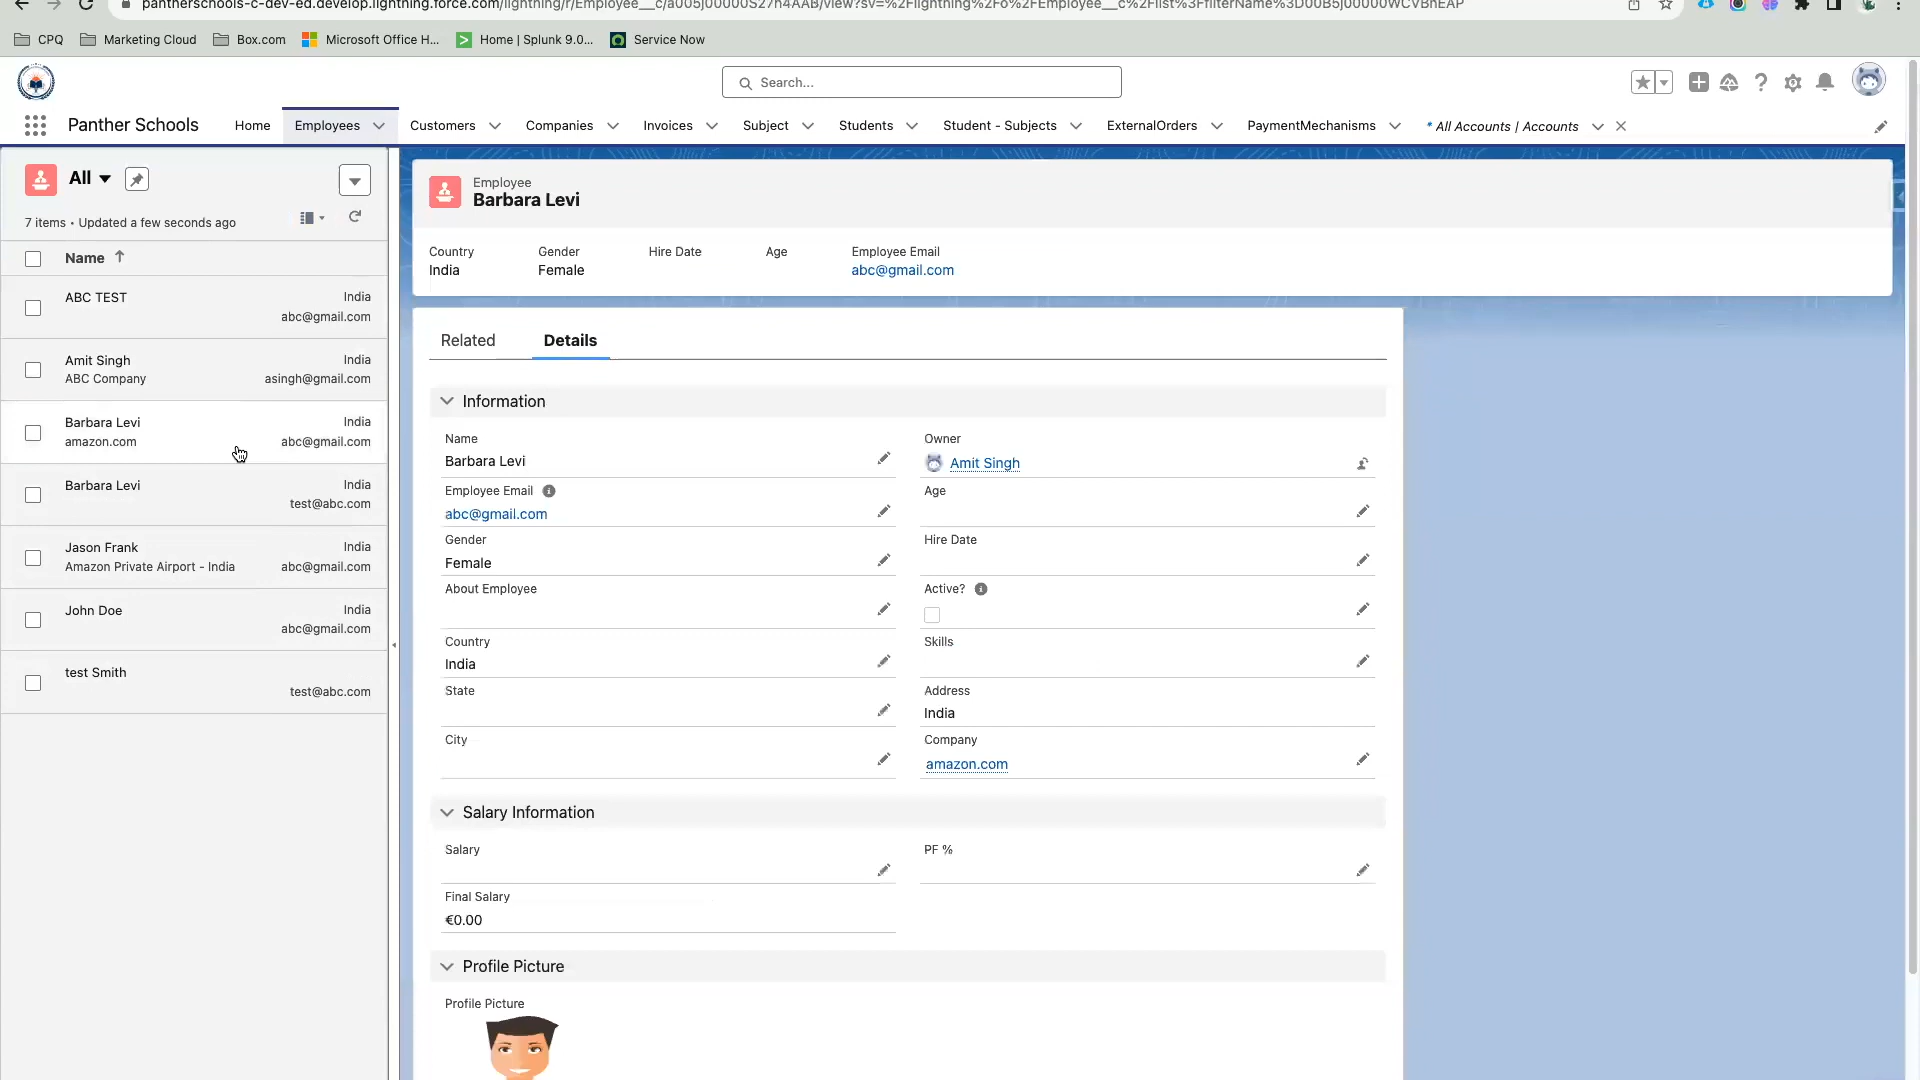 pantherschools-c-dev-ed.develop.lightning.force.com/lightning/r/Employee__c/a005j00000S27h4AAB/view?sv=%2Flightning%2Fo%2FEmployee__c%2Flist%3FfilterName%3D00B5j00000WCVBnEAP
CPQ Marketing Cloud Box.com Microsoft Office H... Home | Splunk 9.0... Service Now
Search...
Panther Schools Home Employees Customers Companies Invoices Subject Students Student - Subjects ExternalOrders PaymentMechanisms * All Accounts | Accounts
All
7 items • Updated a few seconds ago
Name
ABC TEST India
abc@gmail.com
Amit Singh India
ABC Company asingh@gmail.com
Barbara Levi India
amazon.com abc@gmail.com
Barbara Levi India
test@abc.com
Jason Frank India
Amazon Private Airport - India abc@gmail.com
John Doe India
abc@gmail.com
test Smith
test@abc.com
Employee
Barbara Levi
Country Gender Hire Date Age Employee Email
India Female abc@gmail.com
Related Details
Information
Name Owner
Barbara Levi Amit Singh
Employee Email Age
abc@gmail.com
Gender Hire Date
Female
About Employee Active?
Country Skills
India
State Address
India
City Company
amazon.com
Salary Information
Salary PF %
Final Salary
€0.00
Profile Picture
Profile Picture